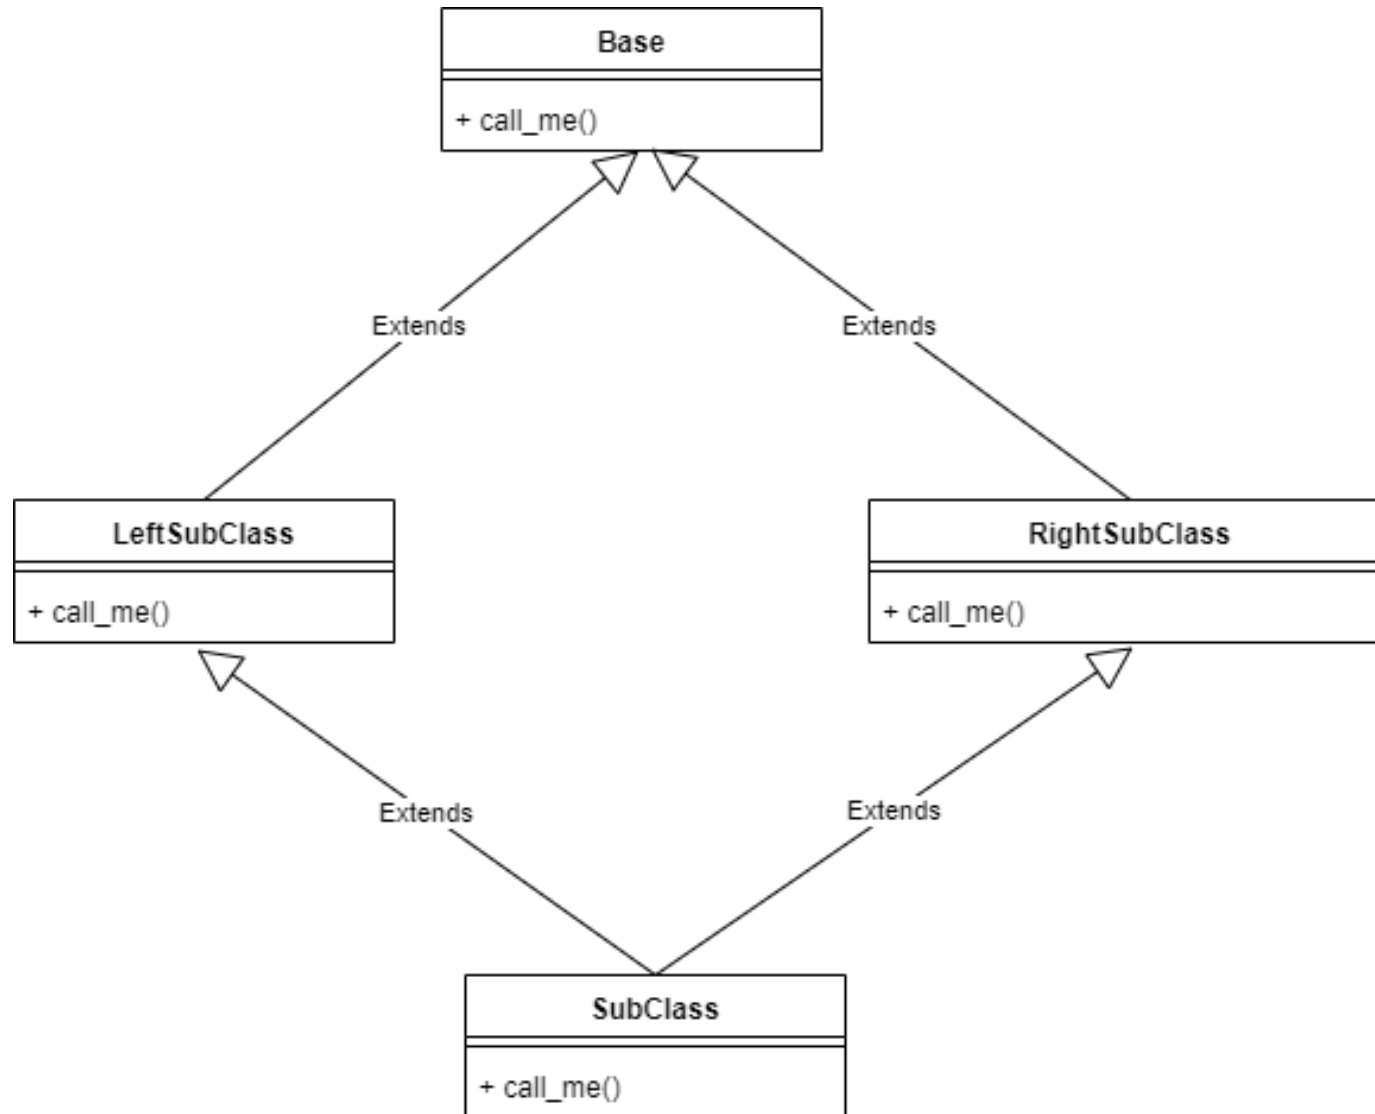 Base
+ call_me()
Extends
Extends
LeftSubClass
RightSubClass
+ call_me()
+ call_me()
Extends
Extends
SubClass
+ call_me()